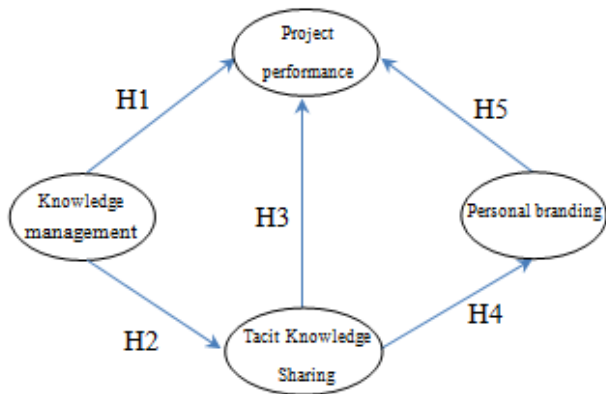 Project
performance
H1
H5
Knowledge
management
H3
Personal branding
H2
H4
Tacit Knowledge
Sharing